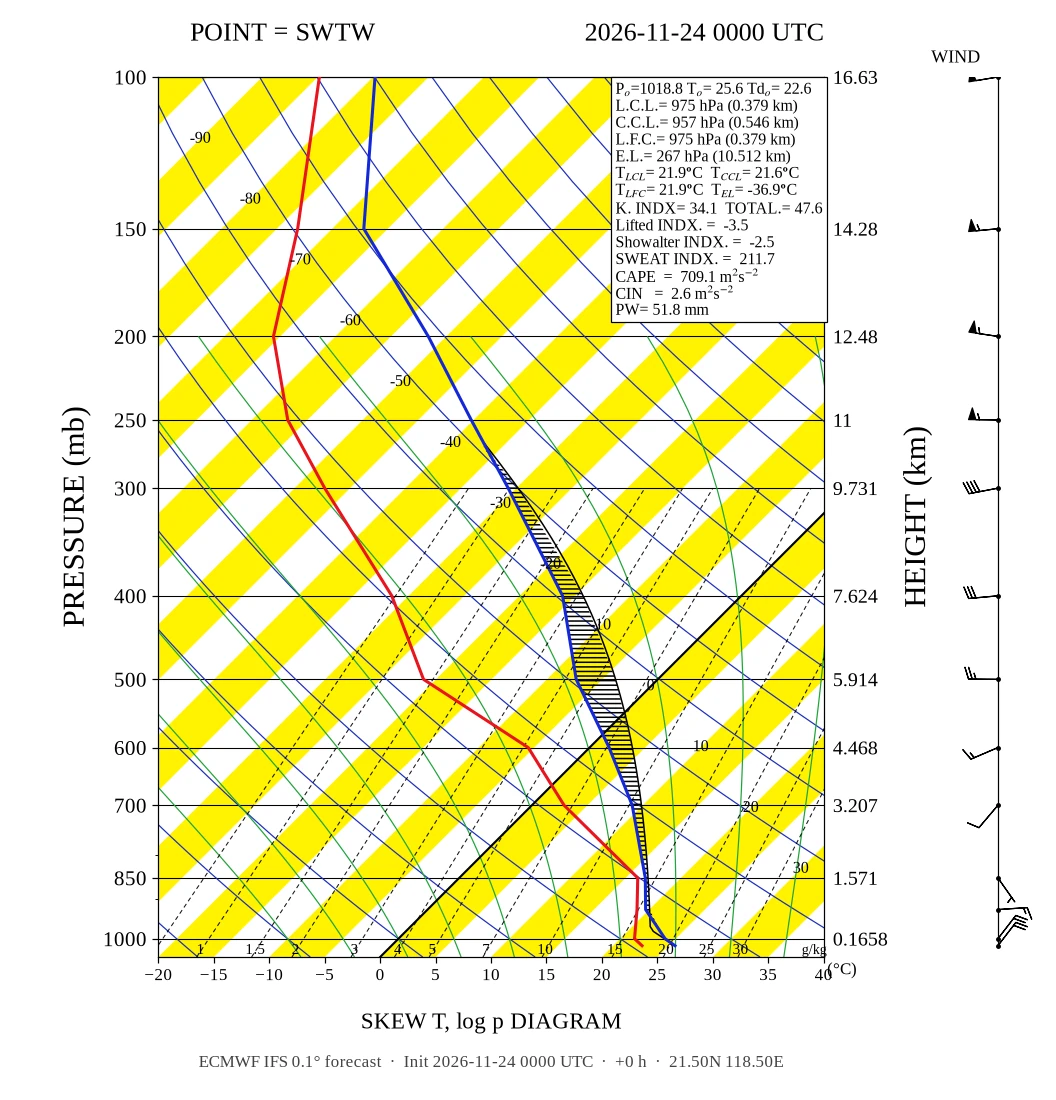 POINT = SWTW
2026-11-24 0000 UTC
WIND
100
16.63
Pₒ=1018.8 Tₒ= 25.6 Tdₒ= 22.6
L.C.L.= 975 hPa (0.379 km)
C.C.L.= 957 hPa (0.546 km)
L.F.C.= 975 hPa (0.379 km)
E.L.= 267 hPa (10.512 km)
T_LCL= 21.9°C T_CCL= 21.6°C
T_LFC= 21.9°C T_EL= -36.9°C
K. INDX= 34.1 TOTAL.= 47.6
Lifted INDX. = -3.5
Showalter INDX. = -2.5
SWEAT INDX. = 211.7
CAPE = 709.1 m²s⁻²
CIN = 2.6 m²s⁻²
PW= 51.8 mm
-90
-80
150
14.28
-70
-60
200
12.48
-50
250
11
-40
300
9.731
-30
-20
400
7.624
-10
500
5.914
0
600
4.468
10
700
3.207
20
850
1.571
30
1000
0.1658
1 1.5 2 3 4 5 7 10 15 20 25 30 g/kg
−20 −15 −10 −5 0 5 10 15 20 25 30 35 40 (°C)
PRESSURE (mb)
HEIGHT (km)
SKEW T, log p DIAGRAM
ECMWF IFS 0.1° forecast · Init 2026-11-24 0000 UTC · +0 h · 21.50N 118.50E